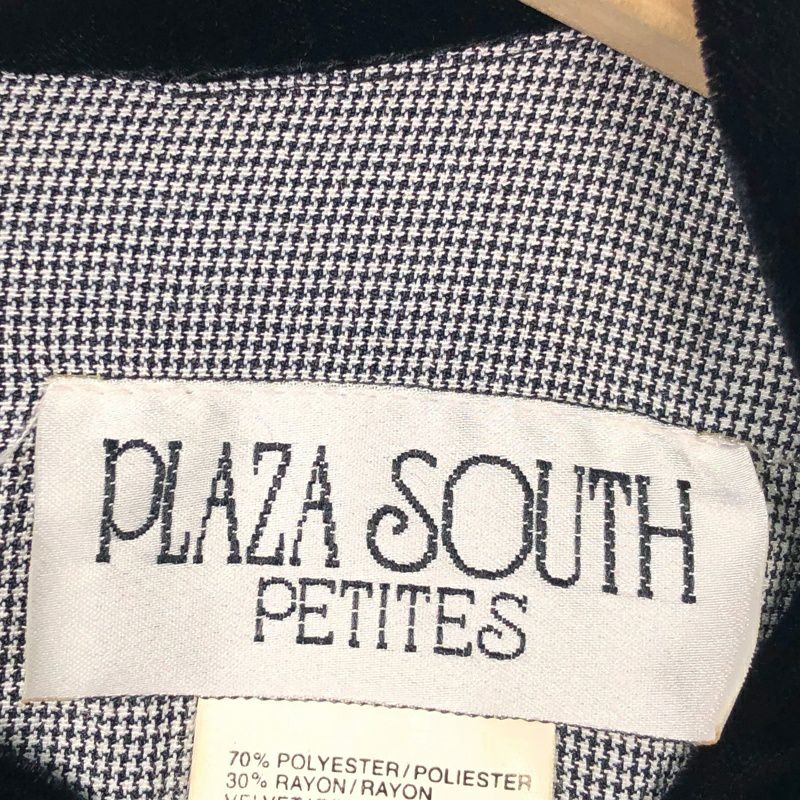 PLAZA SOUTH
PETITES
70% POLYESTER/POLIESTER
30% RAYON/RAYON